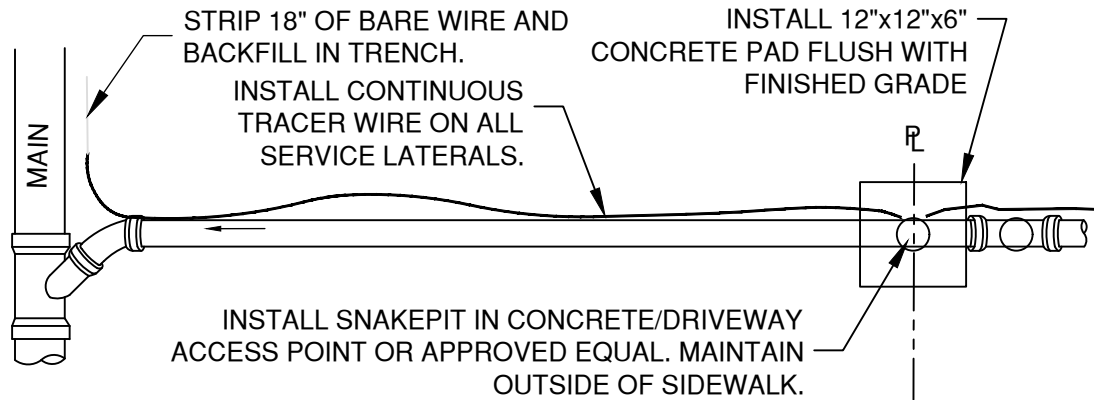 STRIP 18" OF BARE WIRE AND
BACKFILL IN TRENCH.
INSTALL 12"x12"x6"
CONCRETE PAD FLUSH WITH
FINISHED GRADE
INSTALL CONTINUOUS
TRACER WIRE ON ALL
SERVICE LATERALS.
MAIN
PL
INSTALL SNAKEPIT IN CONCRETE/DRIVEWAY
ACCESS POINT OR APPROVED EQUAL. MAINTAIN
OUTSIDE OF SIDEWALK.